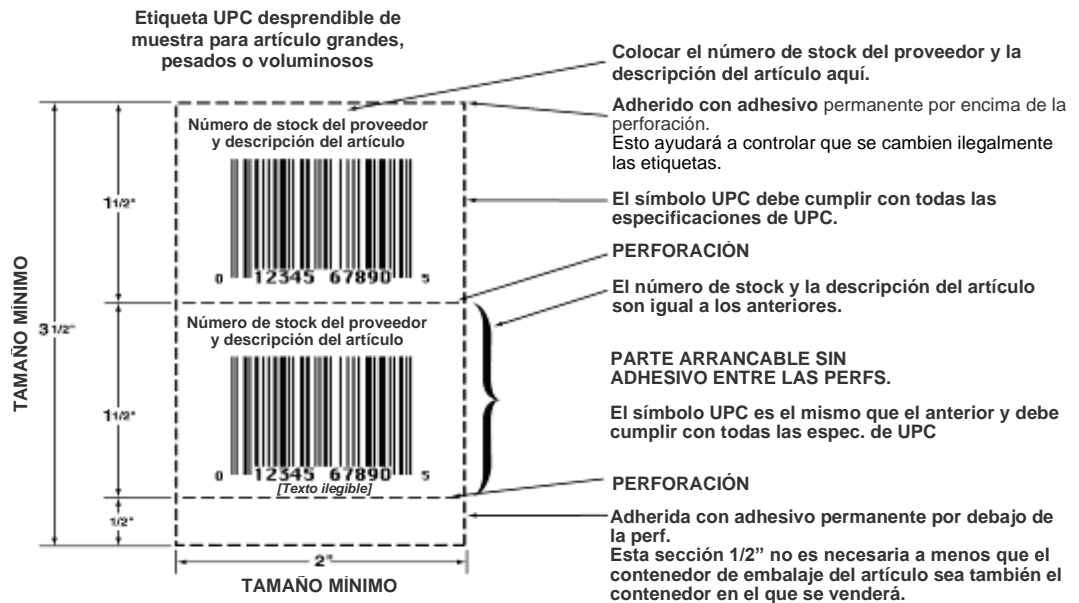 Etiqueta UPC desprendible de
muestra para artículo grandes,
pesados o voluminosos
Colocar el número de stock del proveedor y la
descripción del artículo aquí.
Adherido con adhesivo permanente por encima de la
perforación.
Esto ayudará a controlar que se cambien ilegalmente
las etiquetas.
Número de stock del proveedor
y descripción del artículo
1 1/2"
El símbolo UPC debe cumplir con todas las
especificaciones de UPC.
0 12345 67890 5
PERFORACIÓN
El número de stock y la descripción del artículo
son igual a los anteriores.
TAMAÑO MÍNIMO
3 1/2"
Número de stock del proveedor
y descripción del artículo
PARTE ARRANCABLE SIN
ADHESIVO ENTRE LAS PERFS.
1 1/2"
El símbolo UPC es el mismo que el anterior y debe
cumplir con todas las espec. de UPC
0 12345 67890 5
[Texto ilegible]
PERFORACIÓN
1/2"
Adherida con adhesivo permanente por debajo de
la perf.
Esta sección 1/2” no es necesaria a menos que el
contenedor de embalaje del artículo sea también el
contenedor en el que se venderá.
2"
TAMAÑO MÍNIMO